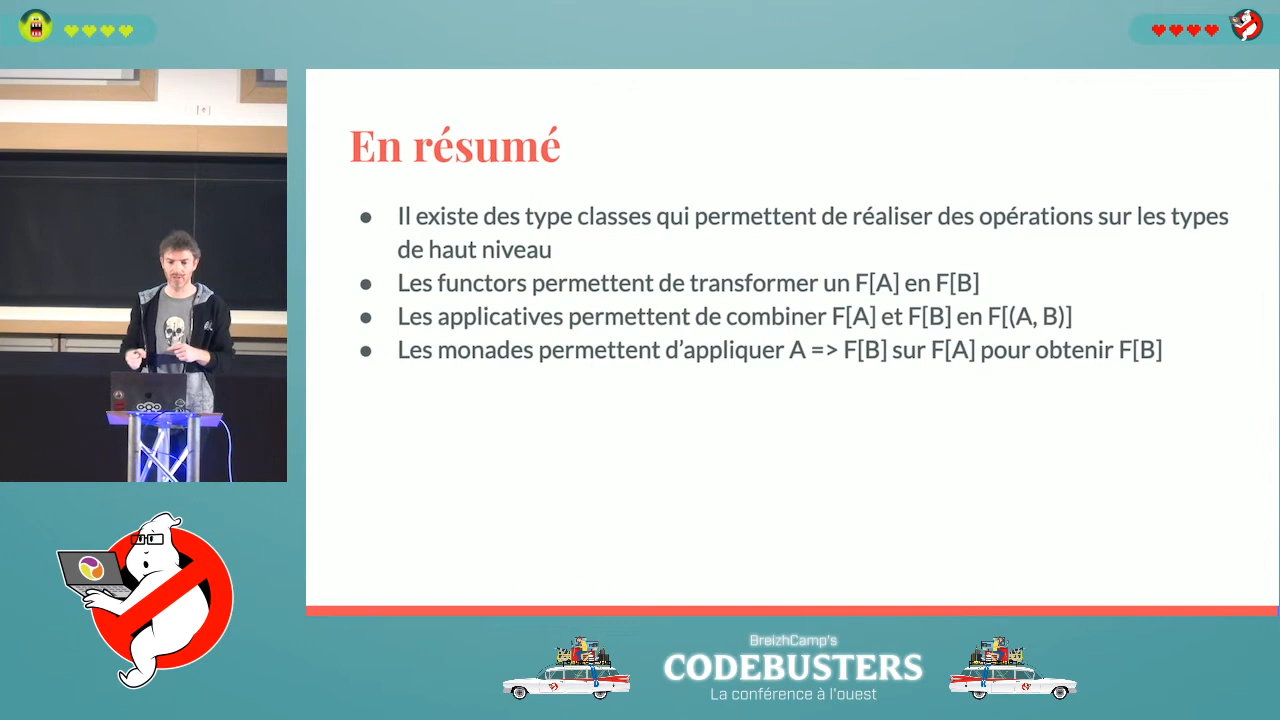 En résumé
● Il existe des type classes qui permettent de réaliser des opérations sur les types
de haut niveau
● Les functors permettent de transformer un F[A] en F[B]
● Les applicatives permettent de combiner F[A] et F[B] en F[(A, B)]
● Les monades permettent d’appliquer A => F[B] sur F[A] pour obtenir F[B]
BreizhCamp's
CODEBUSTERS
La conférence à l'ouest